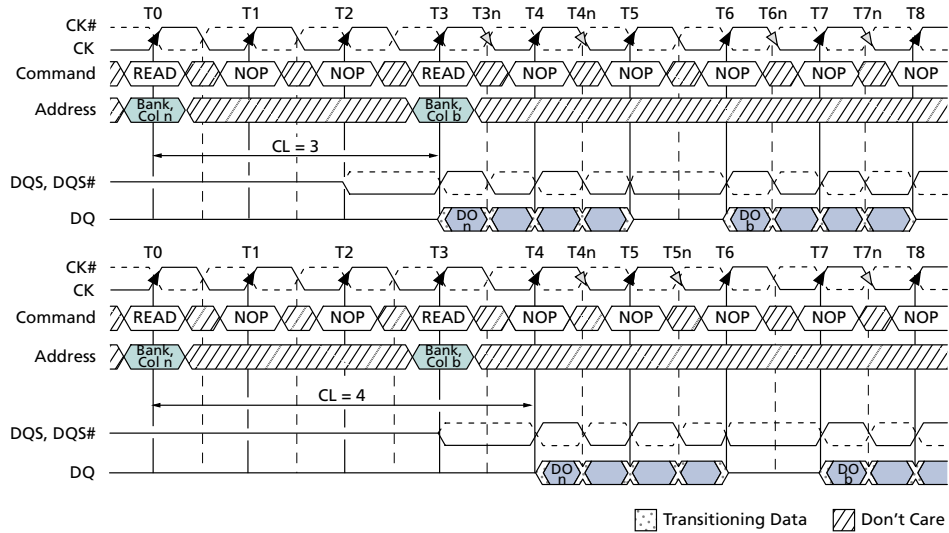 T0 T1 T2 T3 T3n T4 T4n T5 T6 T6n T7 T7n T8
CK#
CK
Command READ NOP NOP READ NOP NOP NOP NOP NOP
Address Bank, Col n Bank, Col b
CL = 3
DQS, DQS#
DQ DO n DO b
T0 T1 T2 T3 T4 T4n T5 T5n T6 T7 T7n T8
CK#
CK
Command READ NOP NOP READ NOP NOP NOP NOP NOP
Address Bank, Col n Bank, Col b
CL = 4
DQS, DQS#
DQ DO n DO b
Transitioning Data Don't Care